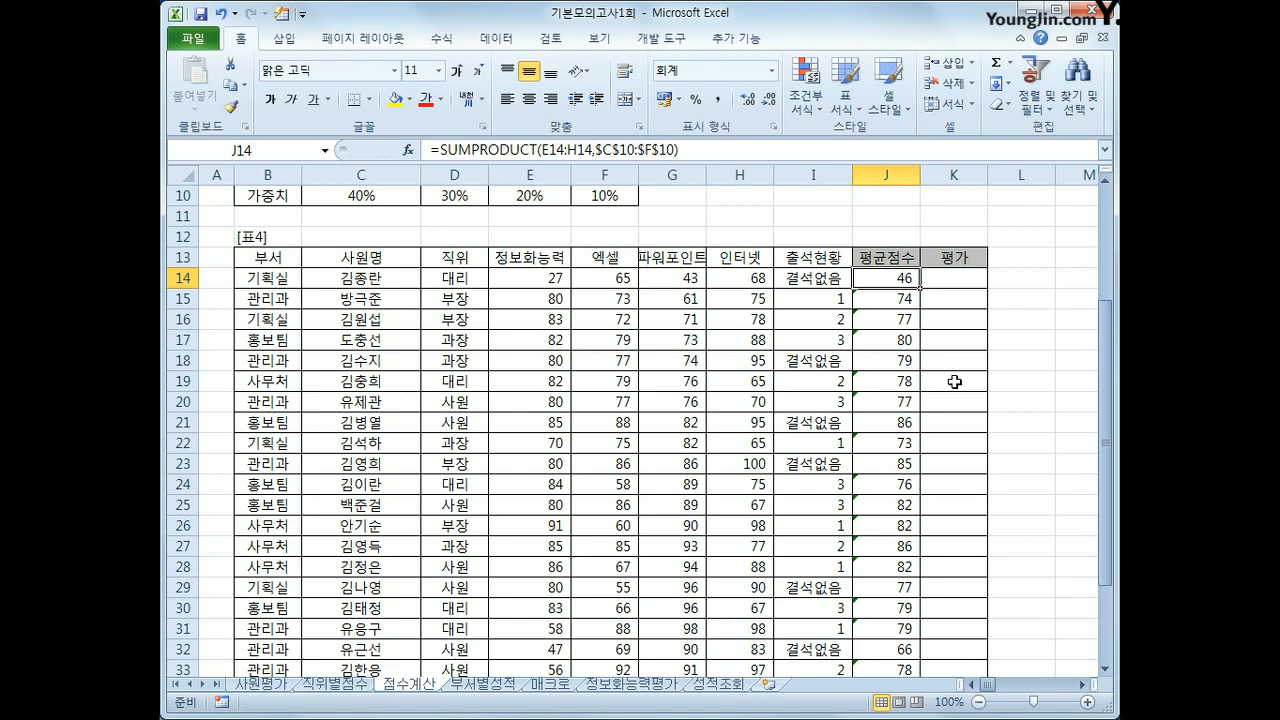 기본모의고사1회 - Microsoft Excel
YoungJin.com Y.
파일 홈 삽입 페이지 레이아웃 수식 데이터 검토 보기 개발 도구 추가 기능
맑은 고딕 11 가 가 회계 삽입 Σ
붙여넣기 가 가 가 가 내천 % , 조건부 서식 표 서식 셀 스타일 삭제 서식 정렬 및 필터 찾기 및 선택
클립보드 글꼴 맞춤 표시 형식 스타일 셀 편집
J14 fx =SUMPRODUCT(E14:H14,$C$10:$F$10)
A B C D E F G H I J K L M
10 가중치 40% 30% 20% 10%
11
12 [표4]
13 부서 사원명 직위 정보화능력 엑셀 파워포인트 인터넷 출석현황 평균점수 평가
14 기획실 김종란 대리 27 65 43 68 결석없음 46
15 관리과 방극준 부장 80 73 61 75 1 74
16 기획실 김원섭 부장 83 72 71 78 2 77
17 홍보팀 도충선 과장 82 79 73 88 3 80
18 관리과 김수지 과장 80 77 74 95 결석없음 79
19 사무처 김충희 대리 82 79 76 65 2 78
20 관리과 유제관 사원 80 77 76 70 3 77
21 홍보팀 김병열 사원 85 88 82 95 결석없음 86
22 기획실 김석하 과장 70 75 82 65 1 73
23 관리과 김영희 부장 80 86 86 100 결석없음 85
24 홍보팀 김이란 대리 84 58 89 75 3 76
25 홍보팀 백준걸 사원 80 86 89 67 3 82
26 사무처 안기순 부장 91 60 90 98 1 82
27 사무처 김영득 과장 85 85 93 77 2 86
28 사무처 김정은 사원 86 67 94 88 1 82
29 기획실 김나영 사원 80 55 96 90 결석없음 77
30 홍보팀 김태정 대리 83 66 96 67 3 79
31 관리과 유응구 대리 58 88 98 98 1 79
32 관리과 유근선 사원 47 69 90 83 결석없음 66
33 관리과 김한응 사원 56 92 91 97 2 78
사원평가 직위별점수 점수계산 부서별성적 매크로 정보화능력평가 성적조회
준비 100%